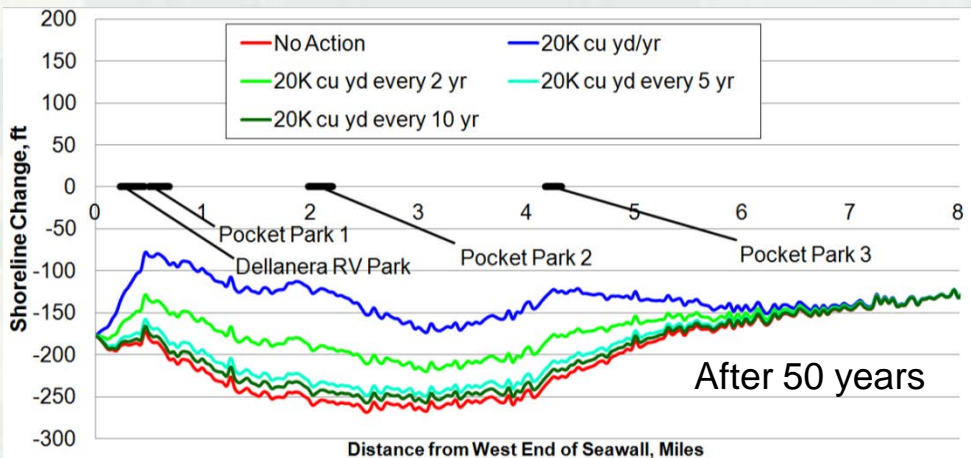 200
150
100
50
0
-50
-100
-150
-200
-250
-300
Shoreline Change, ft
No Action
20K cu yd/yr
20K cu yd every 2 yr
20K cu yd every 5 yr
20K cu yd every 10 yr
0 1 2 3 4 5 6 7 8
Pocket Park 1
Dellanera RV Park
Pocket Park 2
Pocket Park 3
After 50 years
Distance from West End of Seawall, Miles